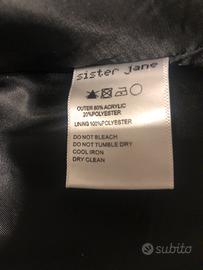 sister jane
OUTER 80% ACRYLIC
20%POLYESTER
LINING 100%POLYESTER
DO NOT BLEACH
DO NOT TUMBLE DRY
COOL IRON
DRY CLEAN
subito